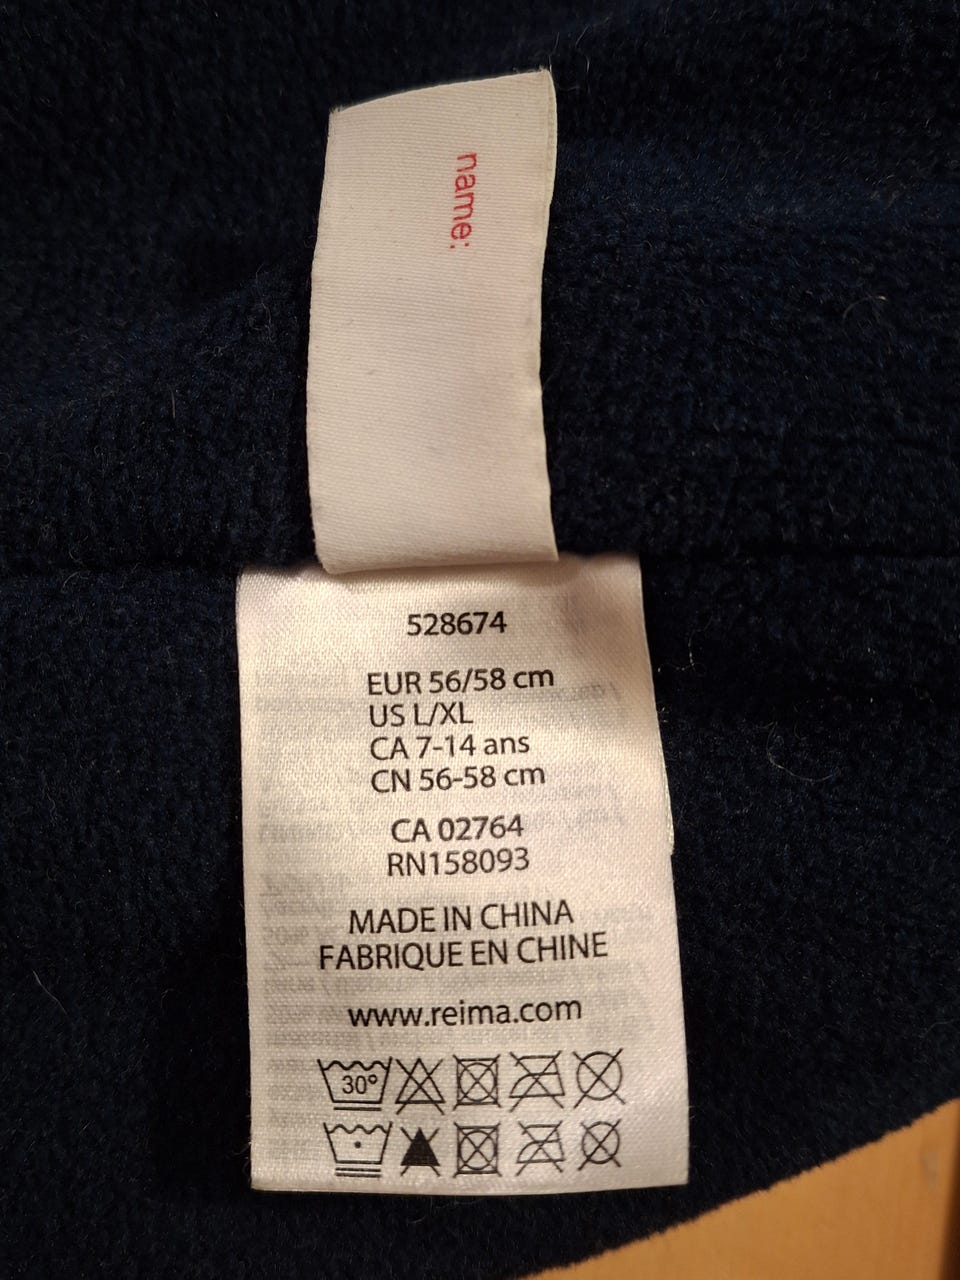 name:
528674
EUR 56/58 cm
US L/XL
CA 7-14 ans
CN 56-58 cm
CA 02764
RN158093
MADE IN CHINA
FABRIQUE EN CHINE
www.reima.com
30°